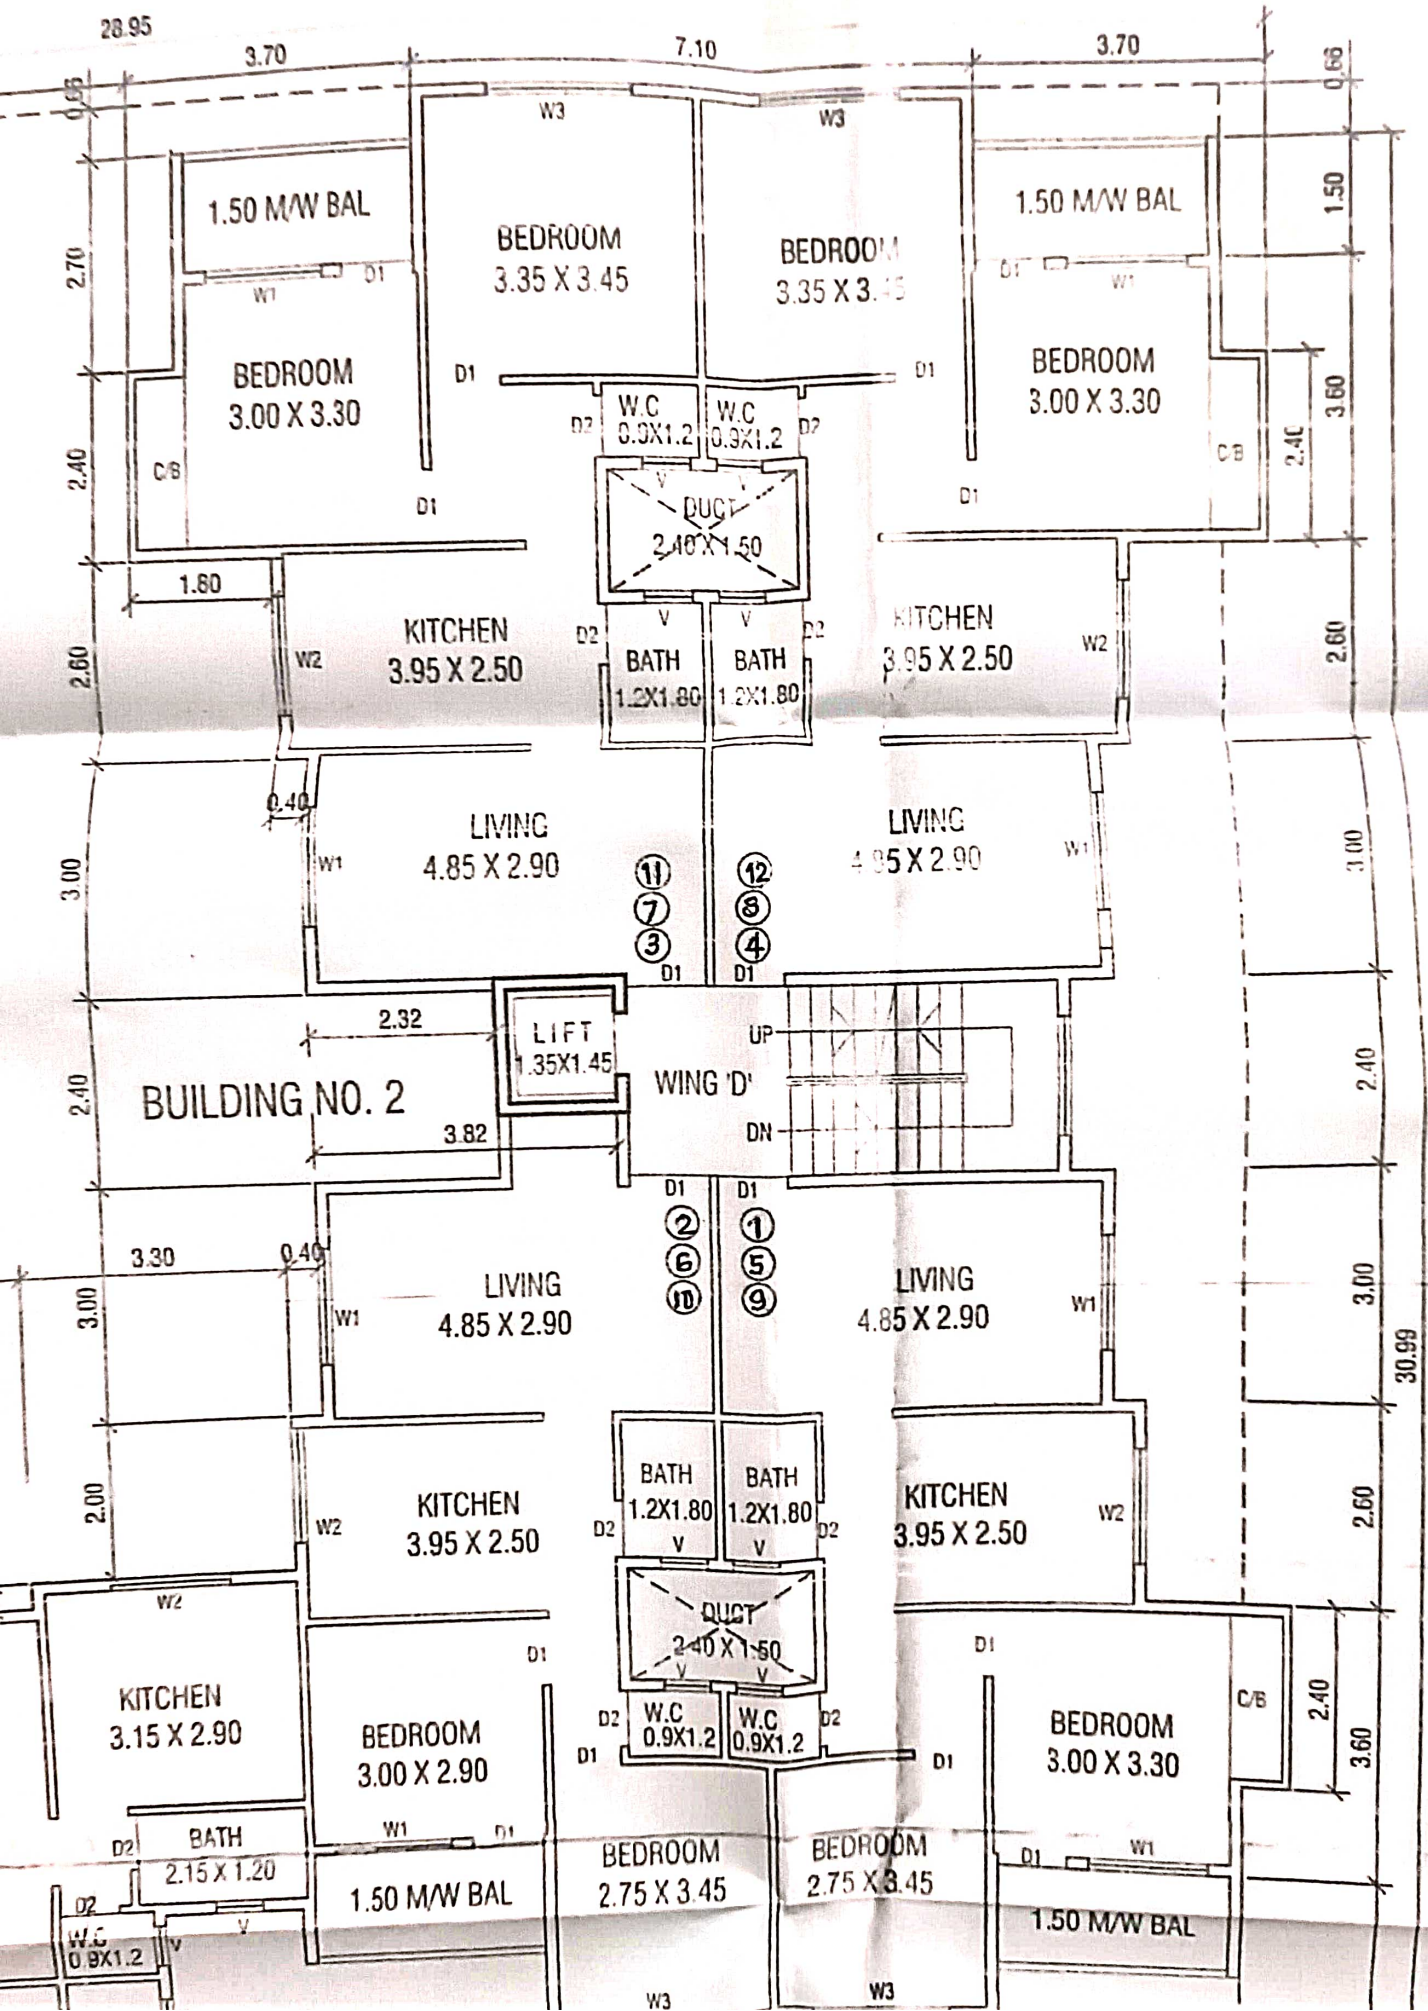 28.95
3.70
7.10
3.70
0.66
0.66
W3
W3
1.50 M/W BAL
1.50 M/W BAL
1.50
BEDROOM
3.35 X 3.45
BEDROOM
3.35 X 3.45
2.70
W1
D1
D1
W1
BEDROOM
3.00 X 3.30
D1
D1
BEDROOM
3.00 X 3.30
3.60
2.40
D2
W.C
0.9X1.2
W.C
0.9X1.2
D2
2.40
C/B
C/B
V
V
D1
D1
DUCT
2.40 X 1.50
1.80
V
V
KITCHEN
3.95 X 2.50
D2
BATH
1.2X1.80
BATH
1.2X1.80
D2
KITCHEN
3.95 X 2.50
W2
W2
2.60
2.60
0.40
LIVING
4.85 X 2.90
LIVING
4.85 X 2.90
W1
W1
3.00
3.00
11
7
3
12
8
4
D1
D1
2.32
LIFT
1.35X1.45
UP
WING 'D'
DN
BUILDING NO. 2
2.40
2.40
3.82
D1
D1
2
6
10
1
5
9
3.30
0.40
LIVING
4.85 X 2.90
LIVING
4.85 X 2.90
W1
W1
3.00
3.00
30.99
BATH
1.2X1.80
BATH
1.2X1.80
KITCHEN
3.95 X 2.50
KITCHEN
3.95 X 2.50
W2
W2
D2
D2
V
V
2.00
2.60
W2
DUCT
2.40 X 1.50
V
V
D1
D1
KITCHEN
3.15 X 2.90
BEDROOM
3.00 X 2.90
D2
W.C
0.9X1.2
W.C
0.9X1.2
D2
D1
D1
BEDROOM
3.00 X 3.30
C/B
2.40
3.60
W1
D1
D1
W1
D2
BATH
2.15 X 1.20
BEDROOM
2.75 X 3.45
BEDROOM
2.75 X 3.45
1.50 M/W BAL
1.50 M/W BAL
D2
V
W.C
0.9X1.2
V
W3
W3